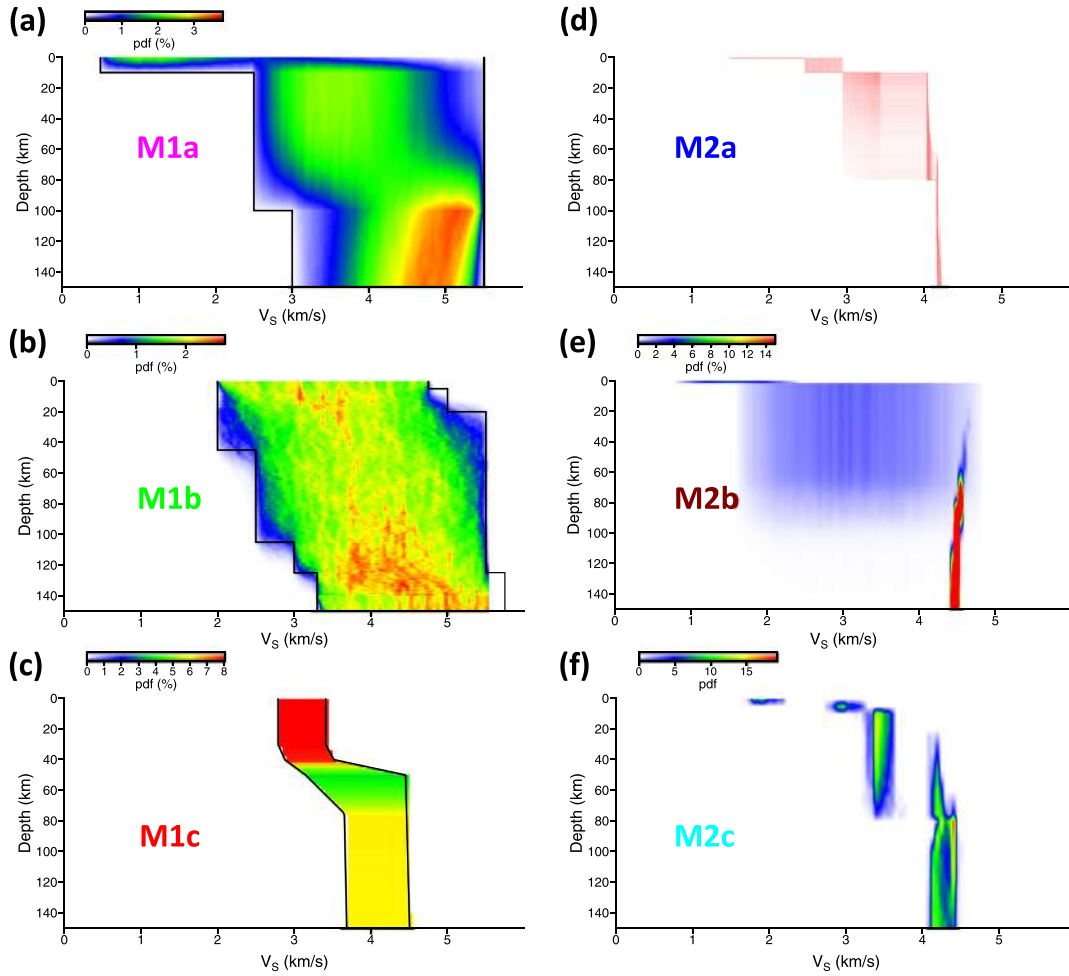 (a)
0 1 2 3
pdf (%)
0
20
40
60
80
100
120
140
Depth (km)
M1a
0 1 2 3 4 5
VS (km/s)
(d)
0
20
40
60
80
100
120
140
Depth (km)
M2a
0 1 2 3 4 5
VS (km/s)
(b)
0 1 2
pdf (%)
0
20
40
60
80
100
120
140
Depth (km)
M1b
0 1 2 3 4 5
VS (km/s)
(e)
0 2 4 6 8 10 12 14
pdf (%)
0
20
40
60
80
100
120
140
Depth (km)
M2b
0 1 2 3 4 5
VS (km/s)
(c)
0 1 2 3 4 5 6 7 8
pdf (%)
0
20
40
60
80
100
120
140
Depth (km)
M1c
0 1 2 3 4 5
VS (km/s)
(f)
0 5 10 15
pdf
0
20
40
60
80
100
120
140
Depth (km)
M2c
0 1 2 3 4 5
VS (km/s)